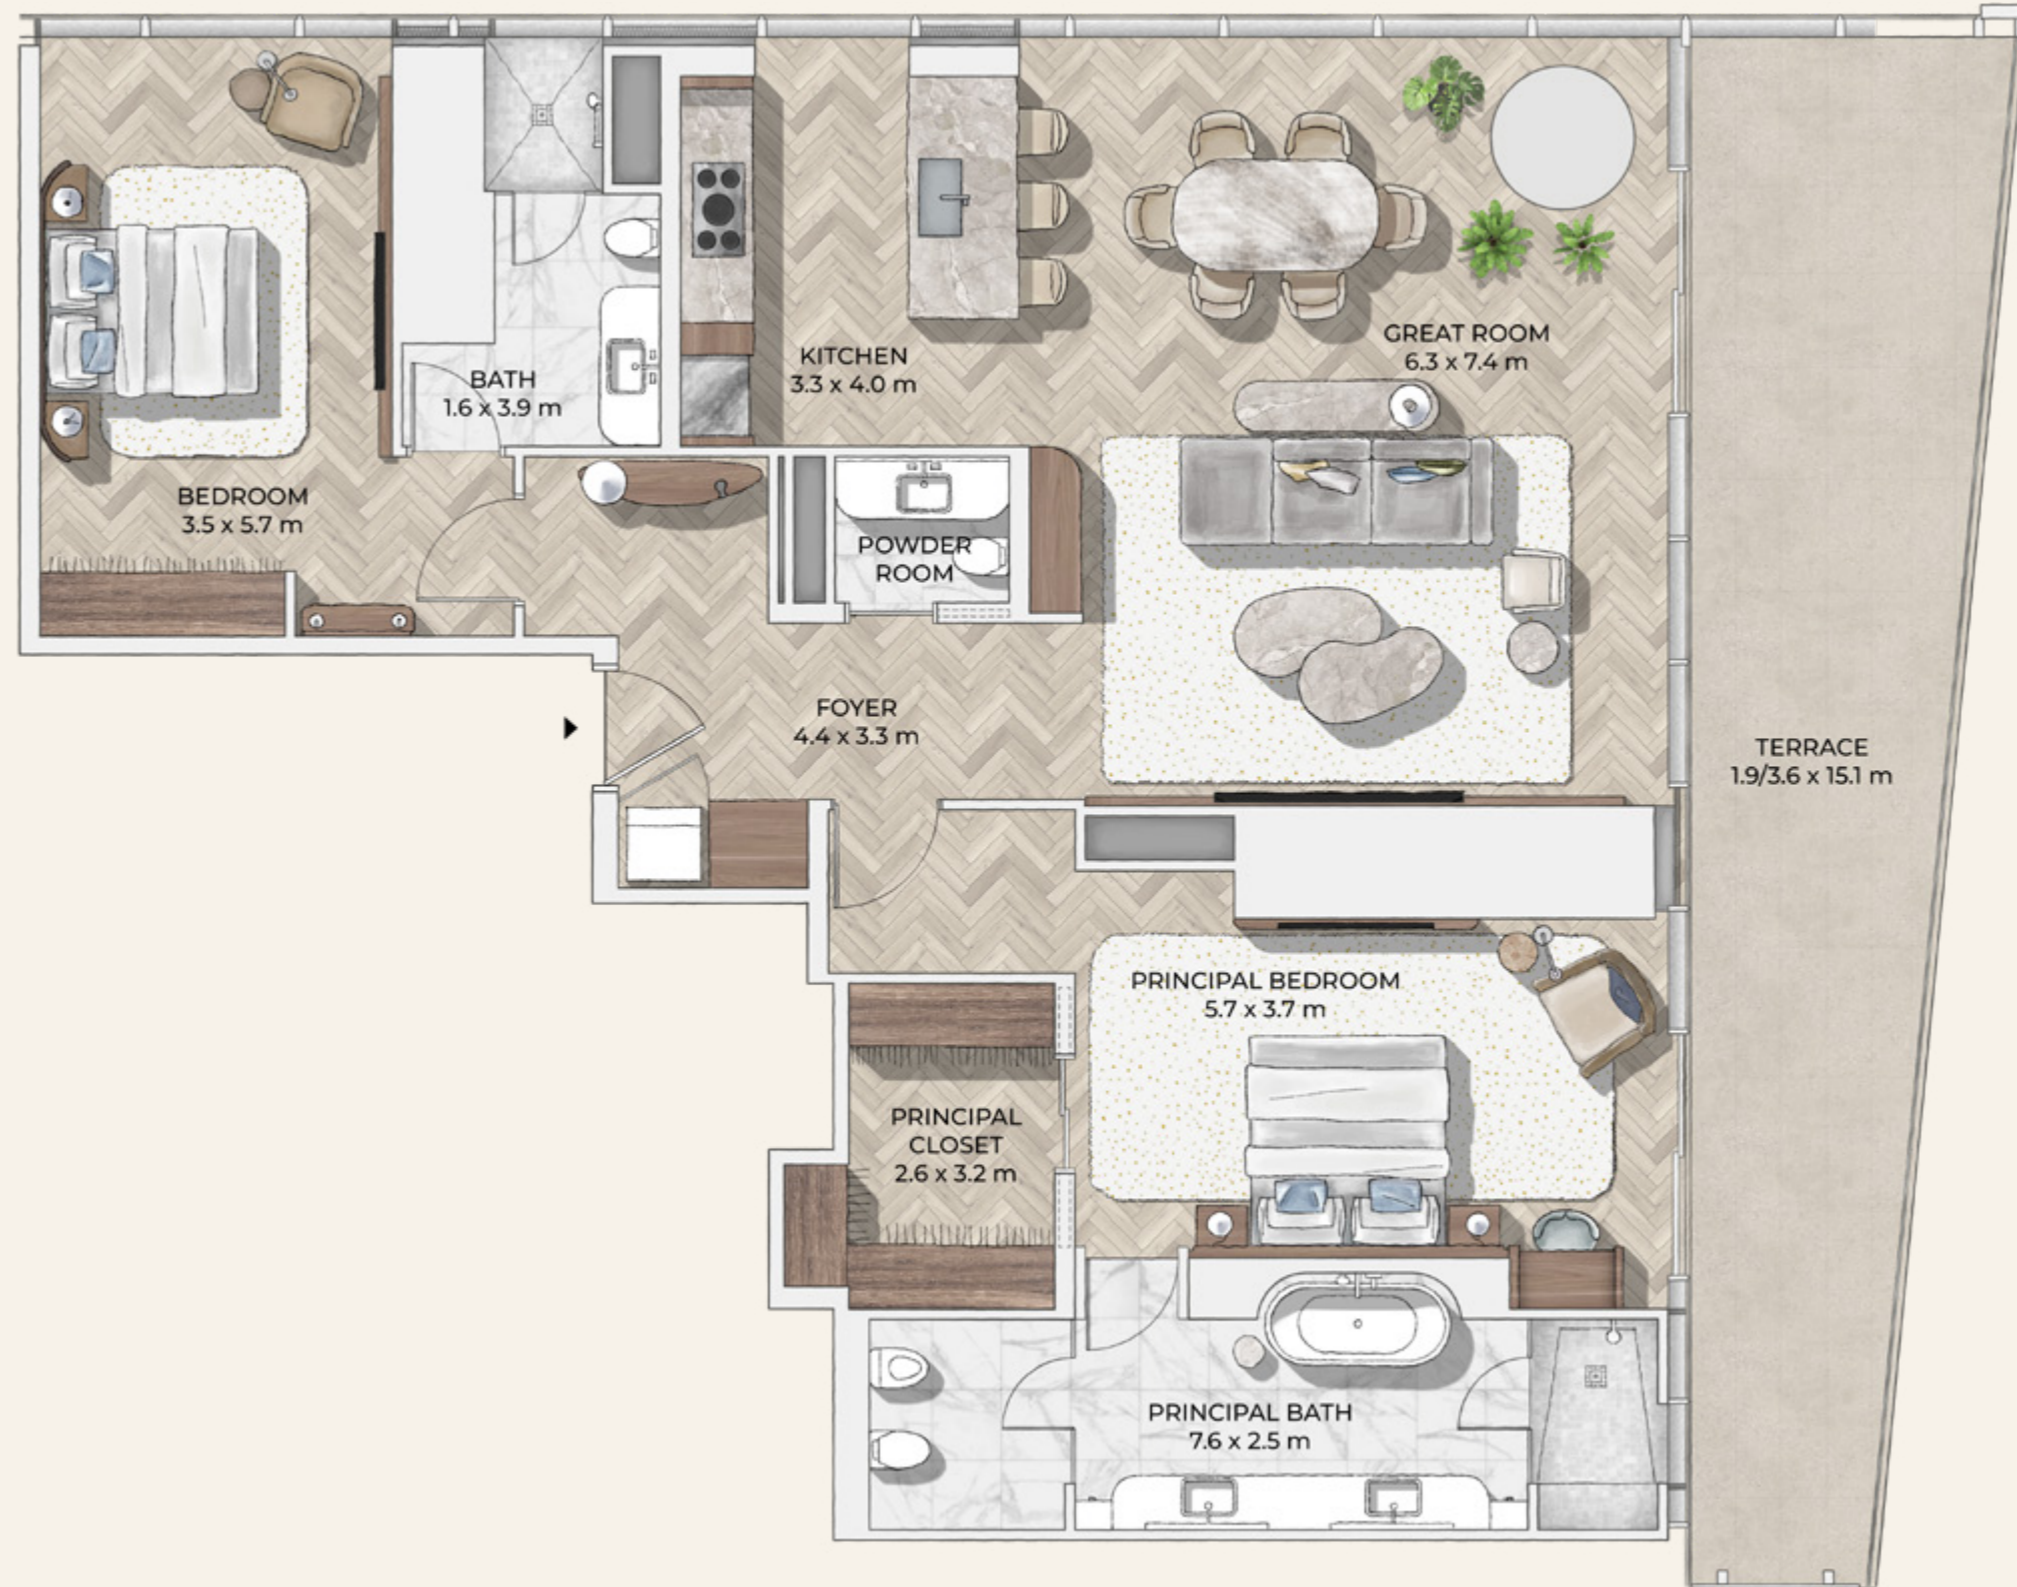 GREAT ROOM
6.3 x 7.4 m
KITCHEN
3.3 x 4.0 m
BATH
1.6 x 3.9 m
BEDROOM
3.5 x 5.7 m
POWDER
ROOM
FOYER
4.4 x 3.3 m
TERRACE
1.9/3.6 x 15.1 m
PRINCIPAL BEDROOM
5.7 x 3.7 m
PRINCIPAL
CLOSET
2.6 x 3.2 m
PRINCIPAL BATH
7.6 x 2.5 m